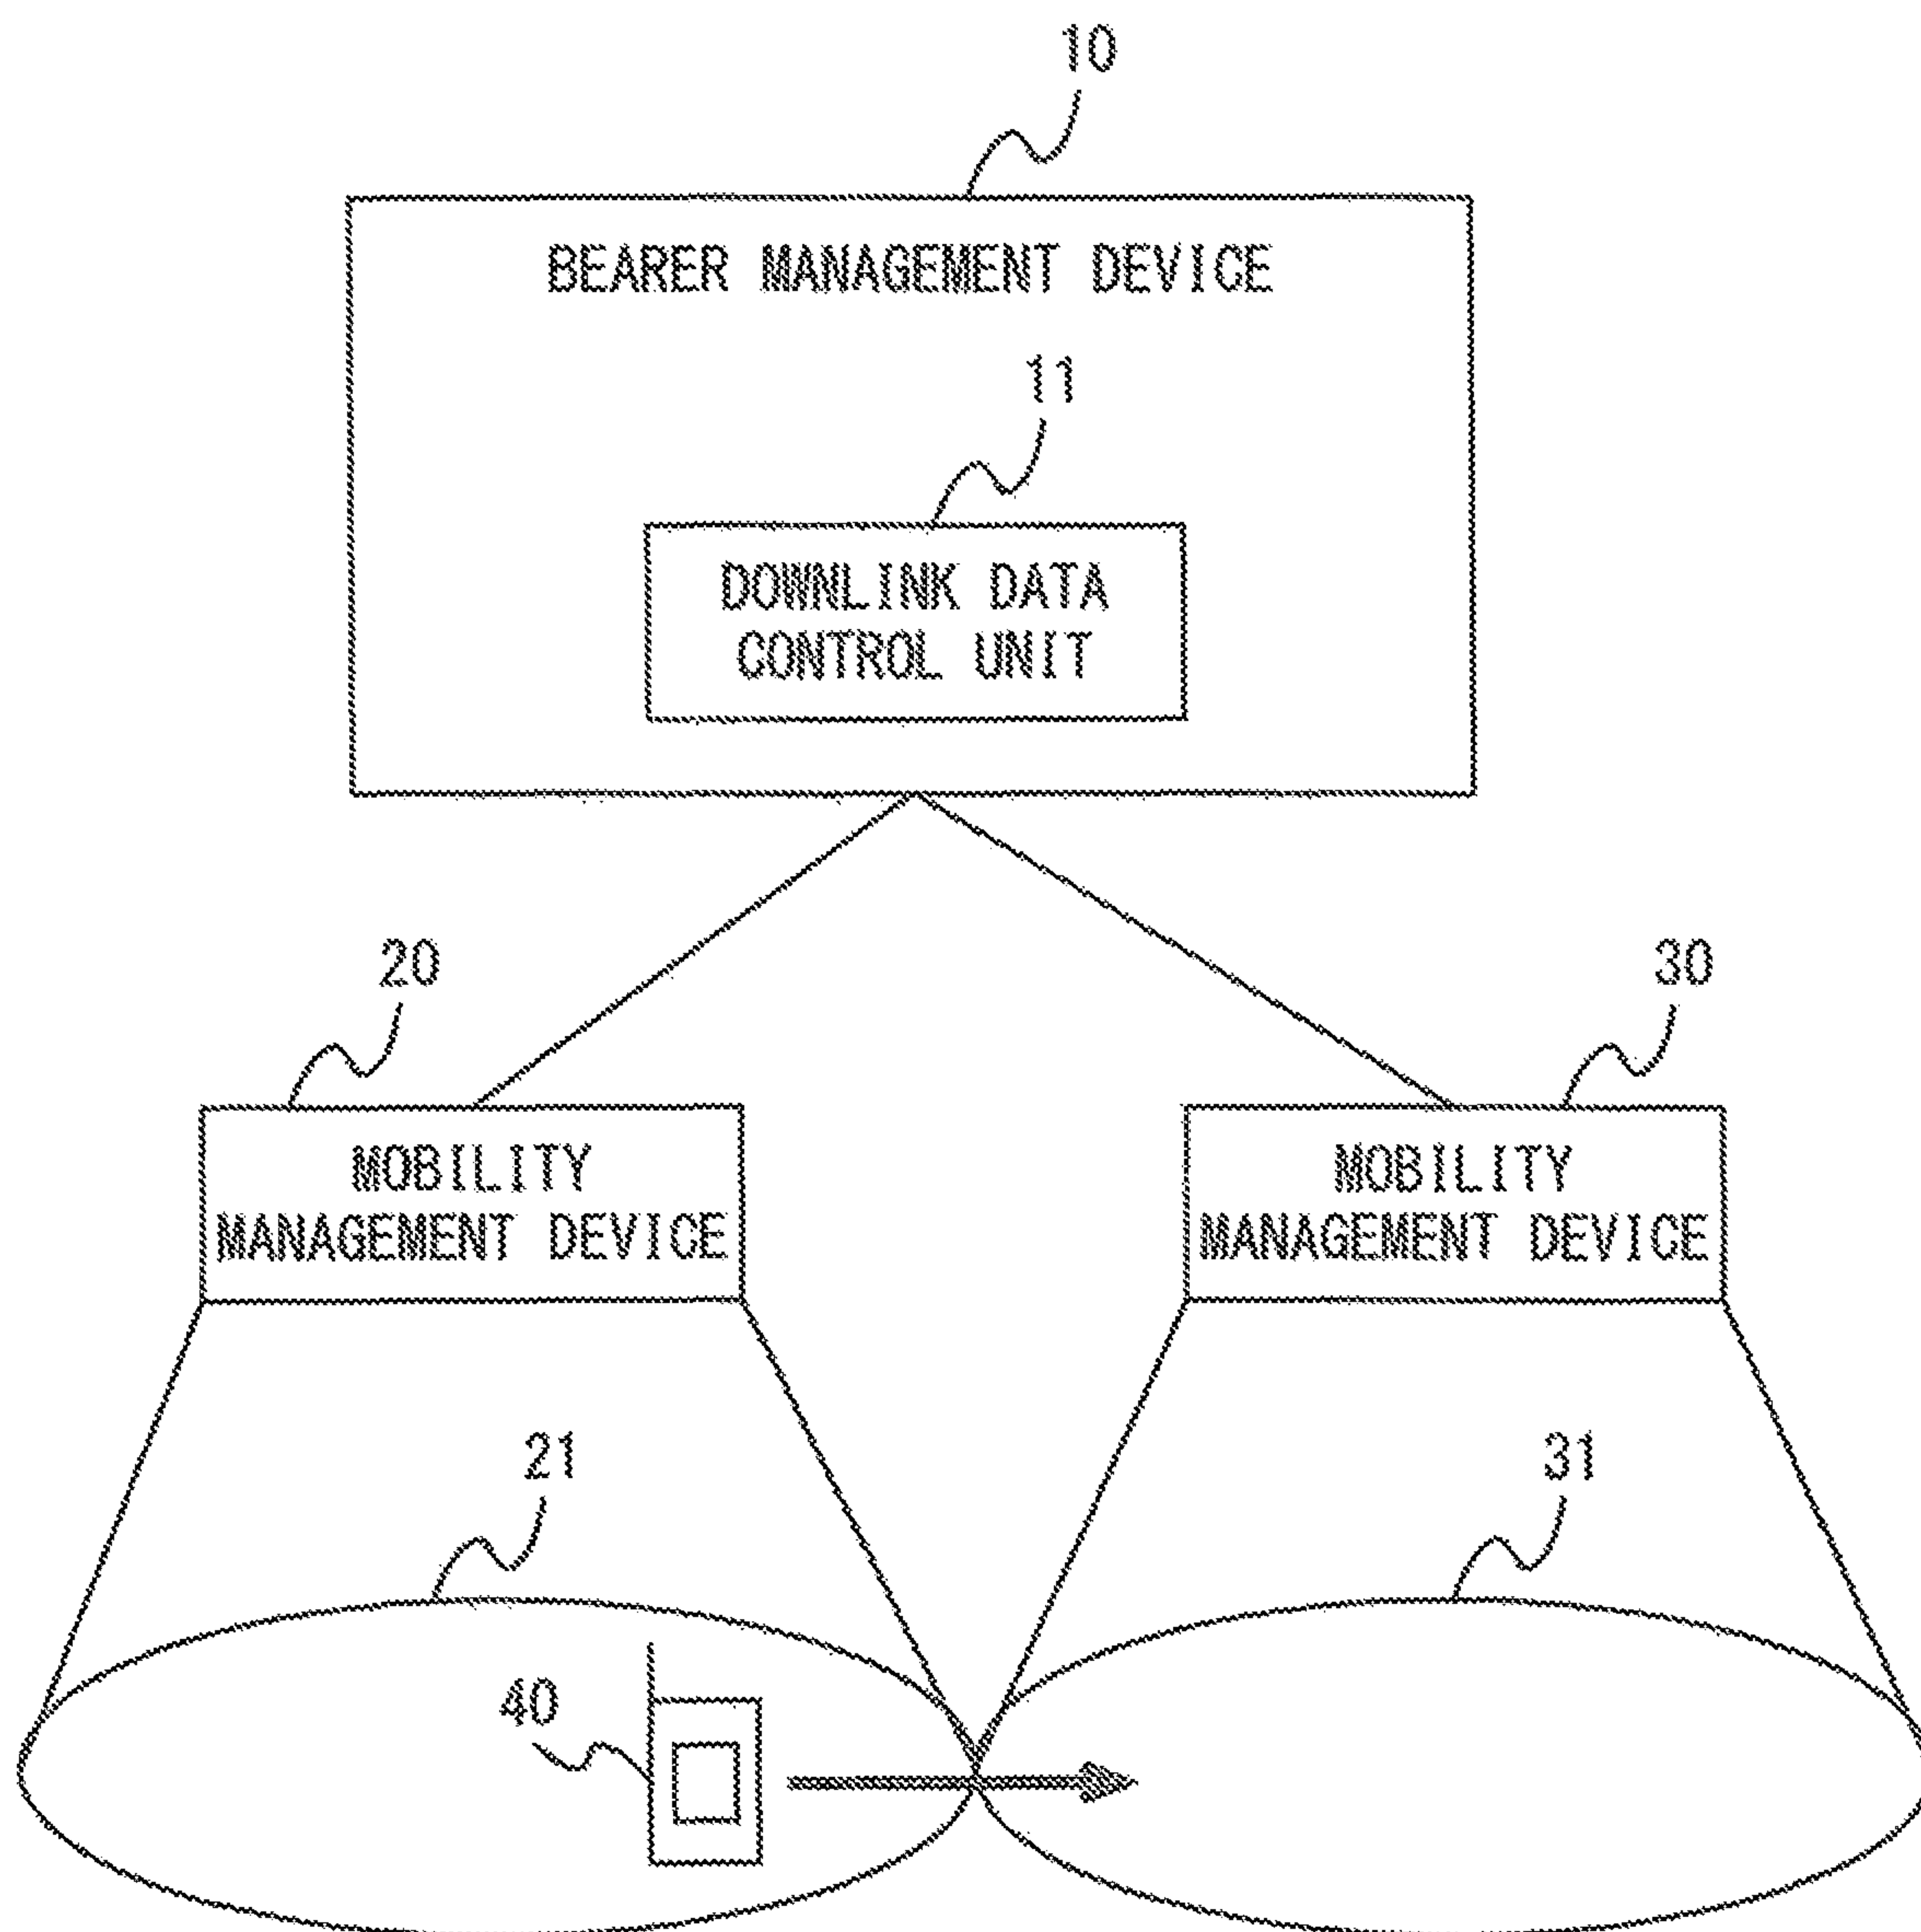 10
BEARER MANAGEMENT DEVICE
11
DOWNLINK DATA
CONTROL UNIT
20
30
MOBILITY
MANAGEMENT DEVICE
MOBILITY
MANAGEMENT DEVICE
21
31
40